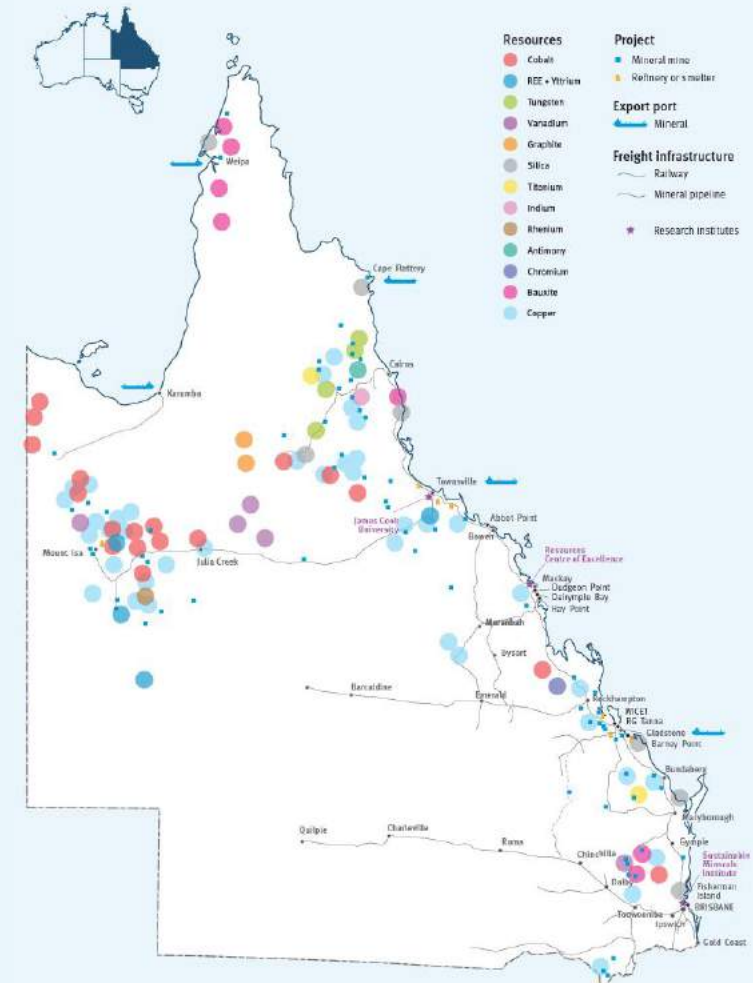 Resources
Cobalt
REE + Yttrium
Tungsten
Vanadium
Graphite
Silica
Titanium
Indium
Rhenium
Antimony
Chromium
Bauxite
Copper
Project
Mineral mine
Refinery or smelter
Export port
Mineral
Freight infrastructure
Railway
Mineral pipeline
Research institutes
Weipa
Cape Flattery
Cairns
Karumba
Townsville
James Cook
University
Abbot Point
Bowen
Mount Isa
Julia Creek
Resources
Centre of Excellence
Mackay
Dudgeon Point
Dalrymple Bay
Hay Point
Moranbah
Dysart
Barcaldine
Emerald
Rockhampton
WICET
RG Tanna
Gladstone
Barney Point
Bundaberg
Maryborough
Quilpie
Charleville
Roma
Chinchilla
Gympie
Sustainable
Minerals
Institute
Dalby
Fisherman
Island
BRISBANE
Toowoomba
Ipswich
Gold Coast